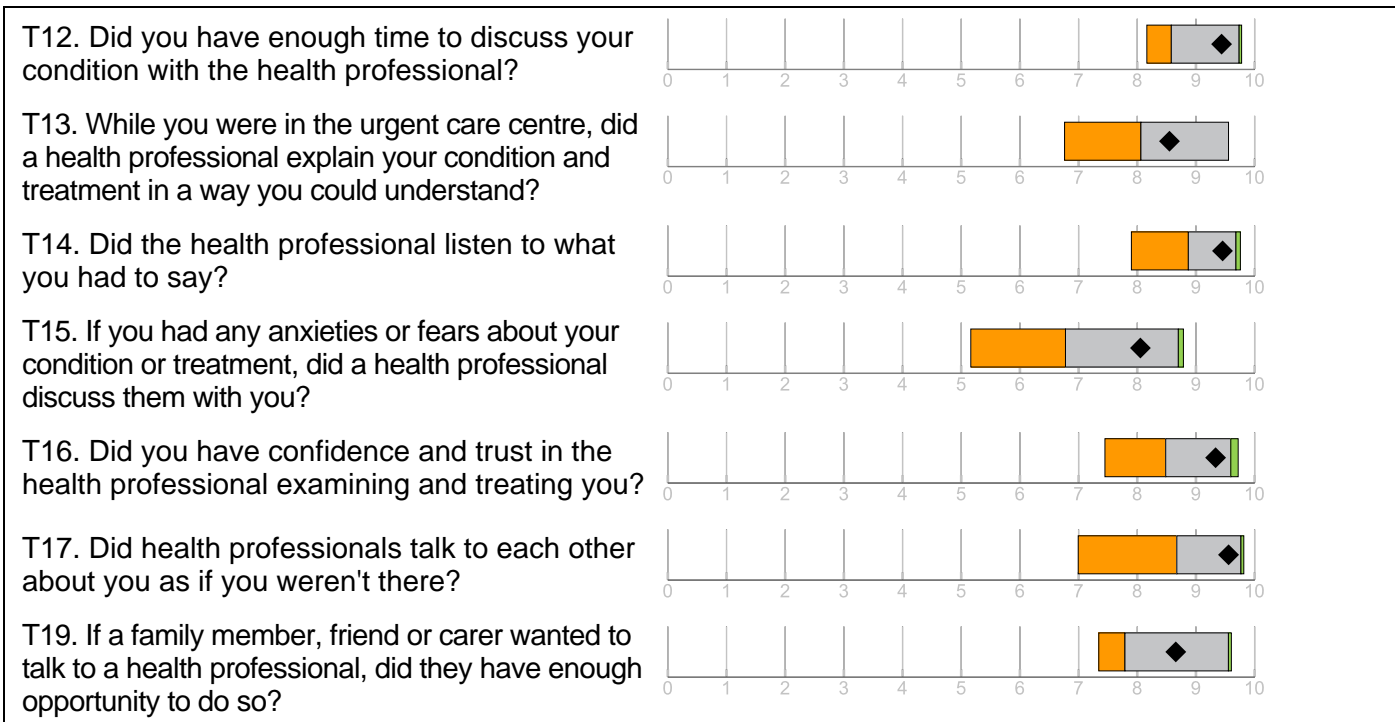 T12. Did you have enough time to discuss your
condition with the health professional?
0 1 2 3 4 5 6 7 8 9 10
T13. While you were in the urgent care centre, did
a health professional explain your condition and
treatment in a way you could understand?
0 1 2 3 4 5 6 7 8 9 10
T14. Did the health professional listen to what
you had to say?
0 1 2 3 4 5 6 7 8 9 10
T15. If you had any anxieties or fears about your
condition or treatment, did a health professional
discuss them with you?
0 1 2 3 4 5 6 7 8 9 10
T16. Did you have confidence and trust in the
health professional examining and treating you?
0 1 2 3 4 5 6 7 8 9 10
T17. Did health professionals talk to each other
about you as if you weren't there?
0 1 2 3 4 5 6 7 8 9 10
T19. If a family member, friend or carer wanted to
talk to a health professional, did they have enough
opportunity to do so?
0 1 2 3 4 5 6 7 8 9 10